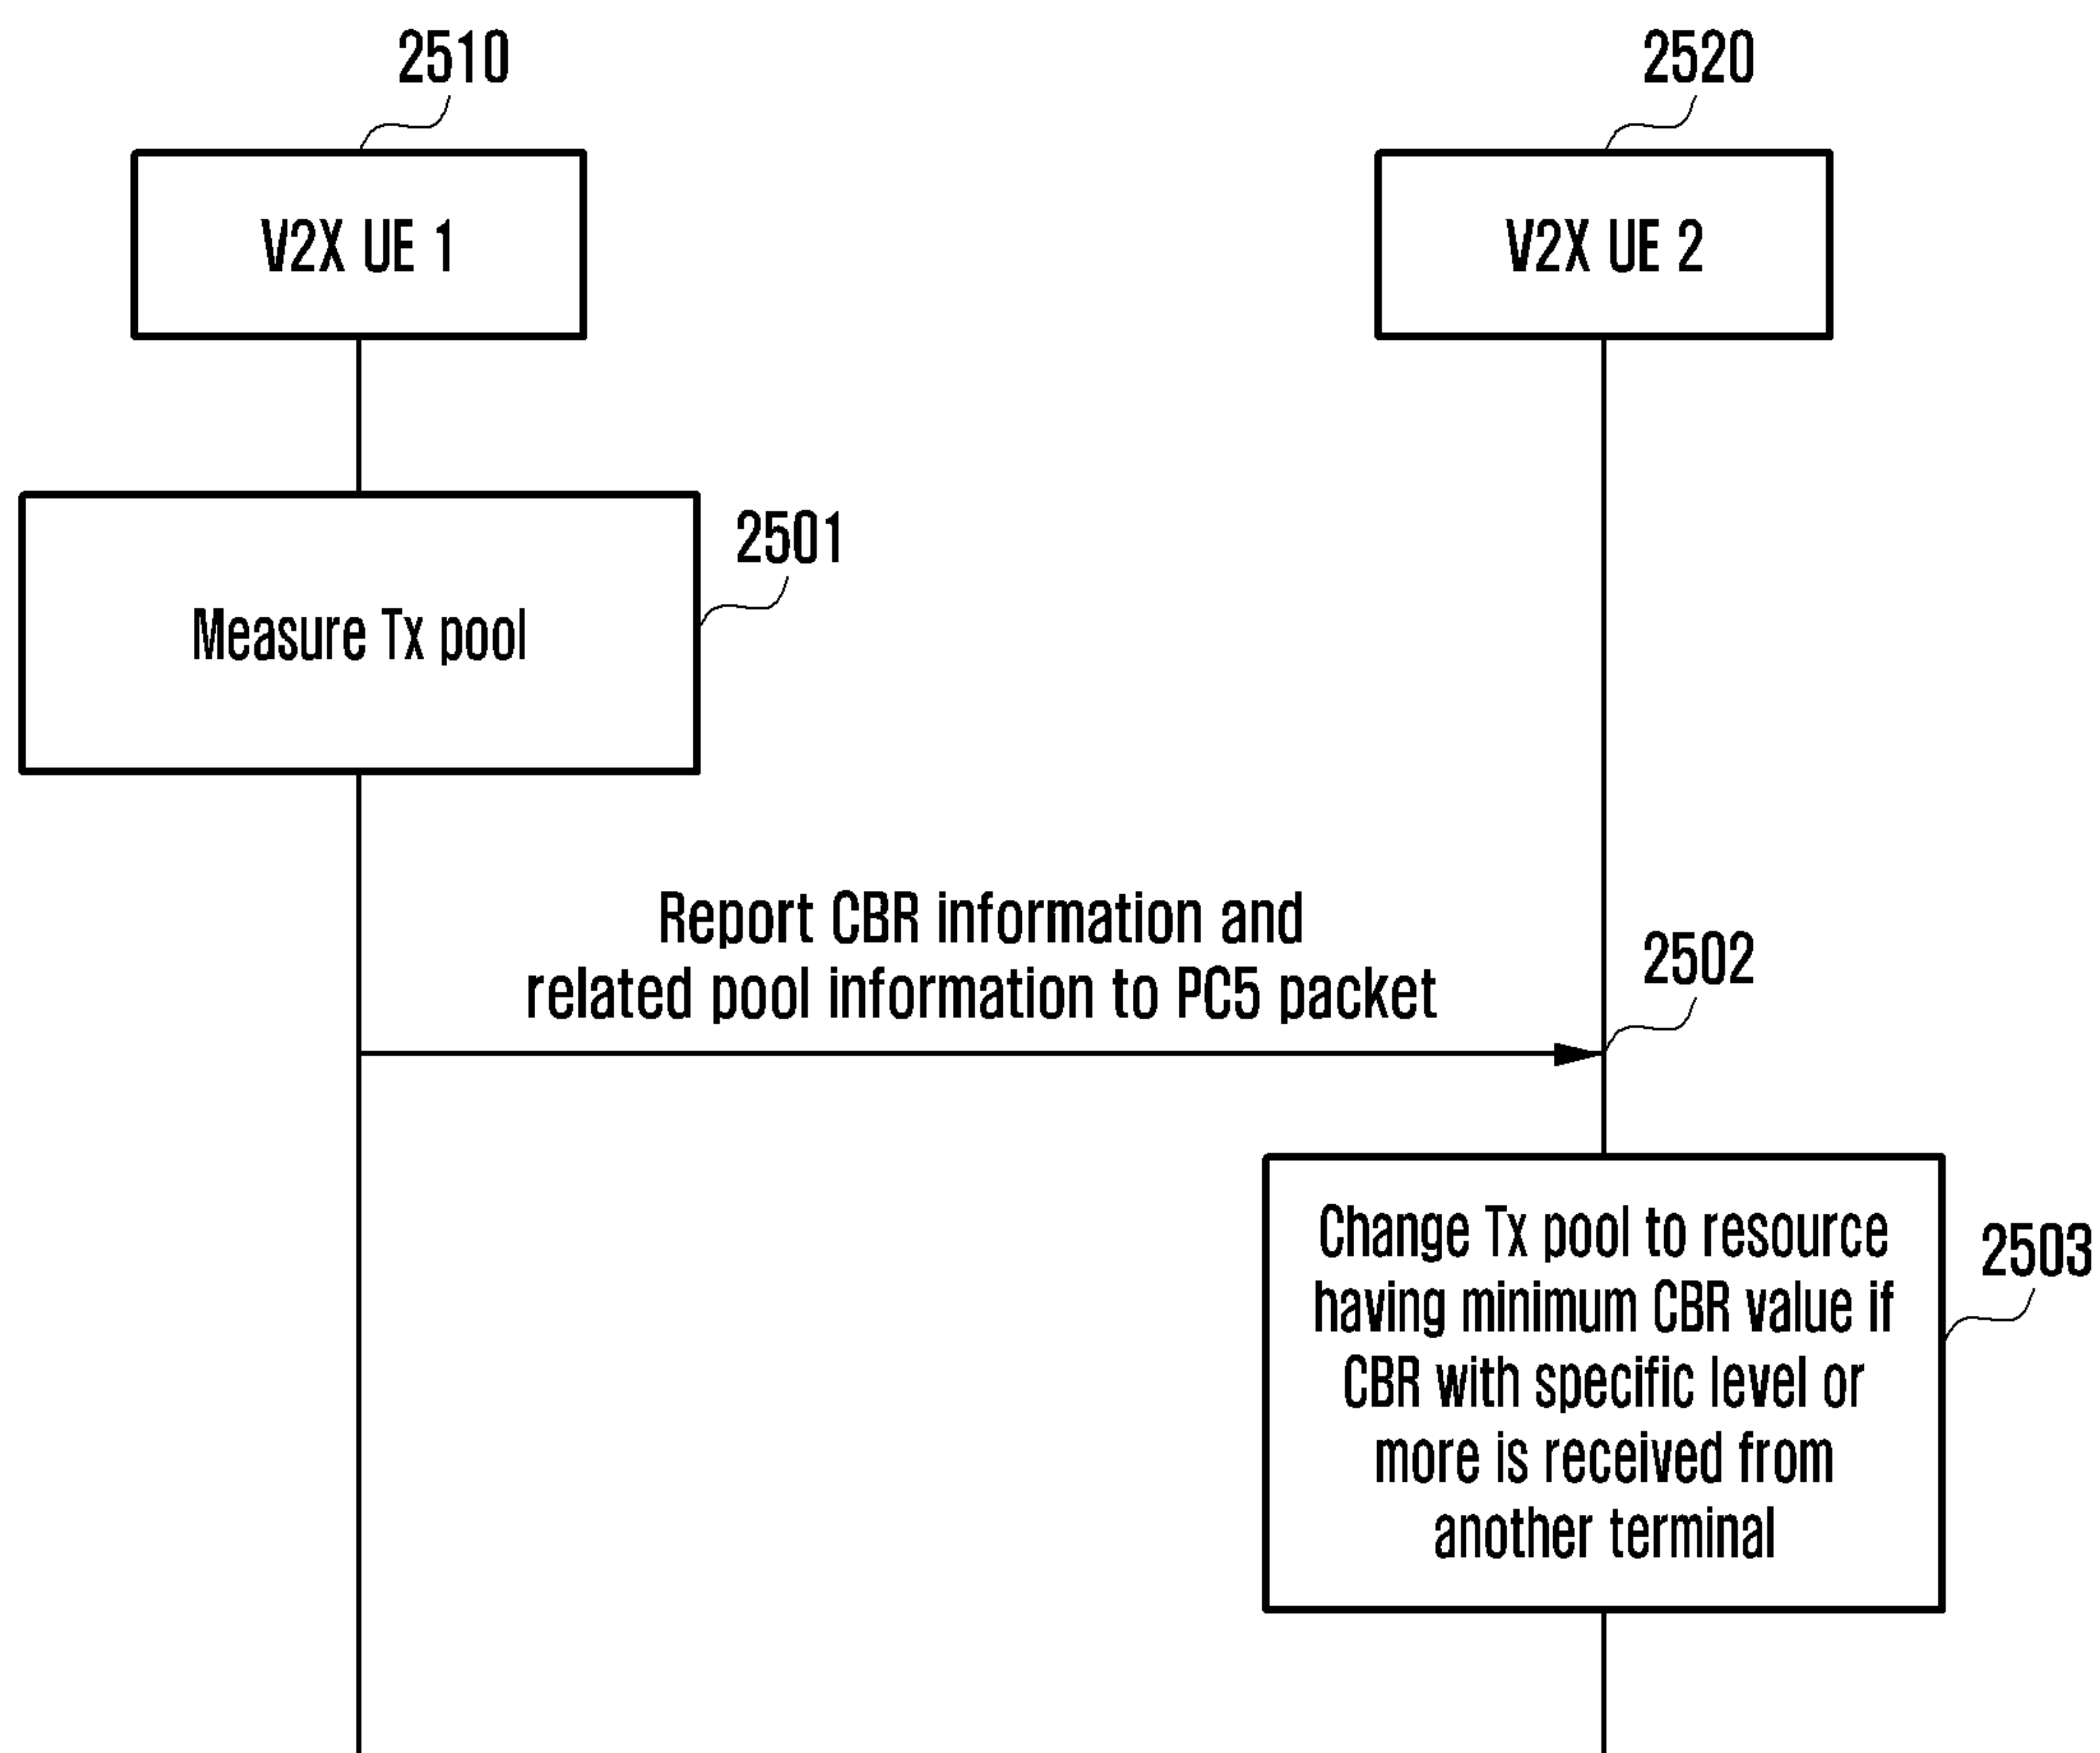 2510
2520
V2X UE 1
V2X UE 2
2501
Measure Tx pool
Report CBR information and
related pool information to PC5 packet
2502
Change Tx pool to resource
having minimum CBR value if
CBR with specific level or
more is received from
another terminal
2503